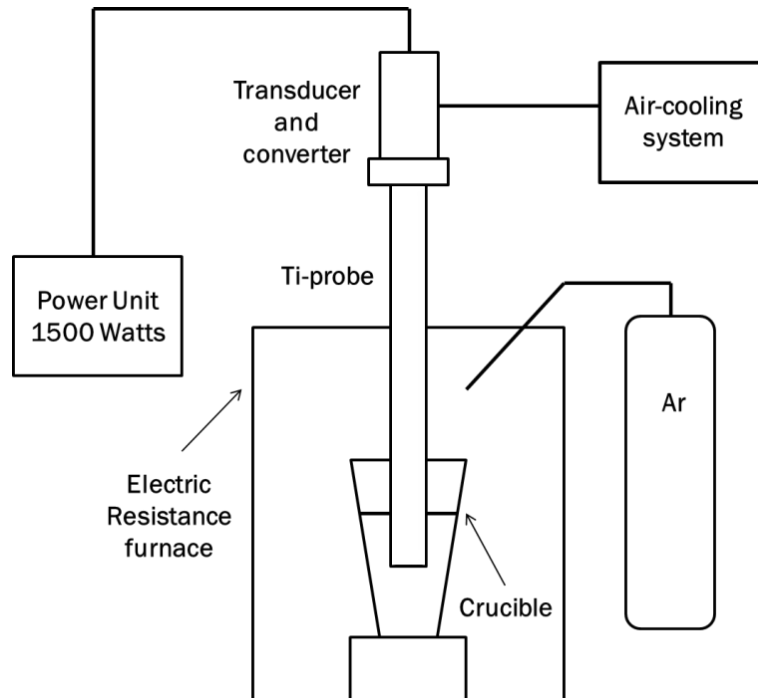 Transducer
and
converter
Air-cooling
system
Ti-probe
Power Unit
1500 Watts
Ar
Electric
Resistance
furnace
Crucible